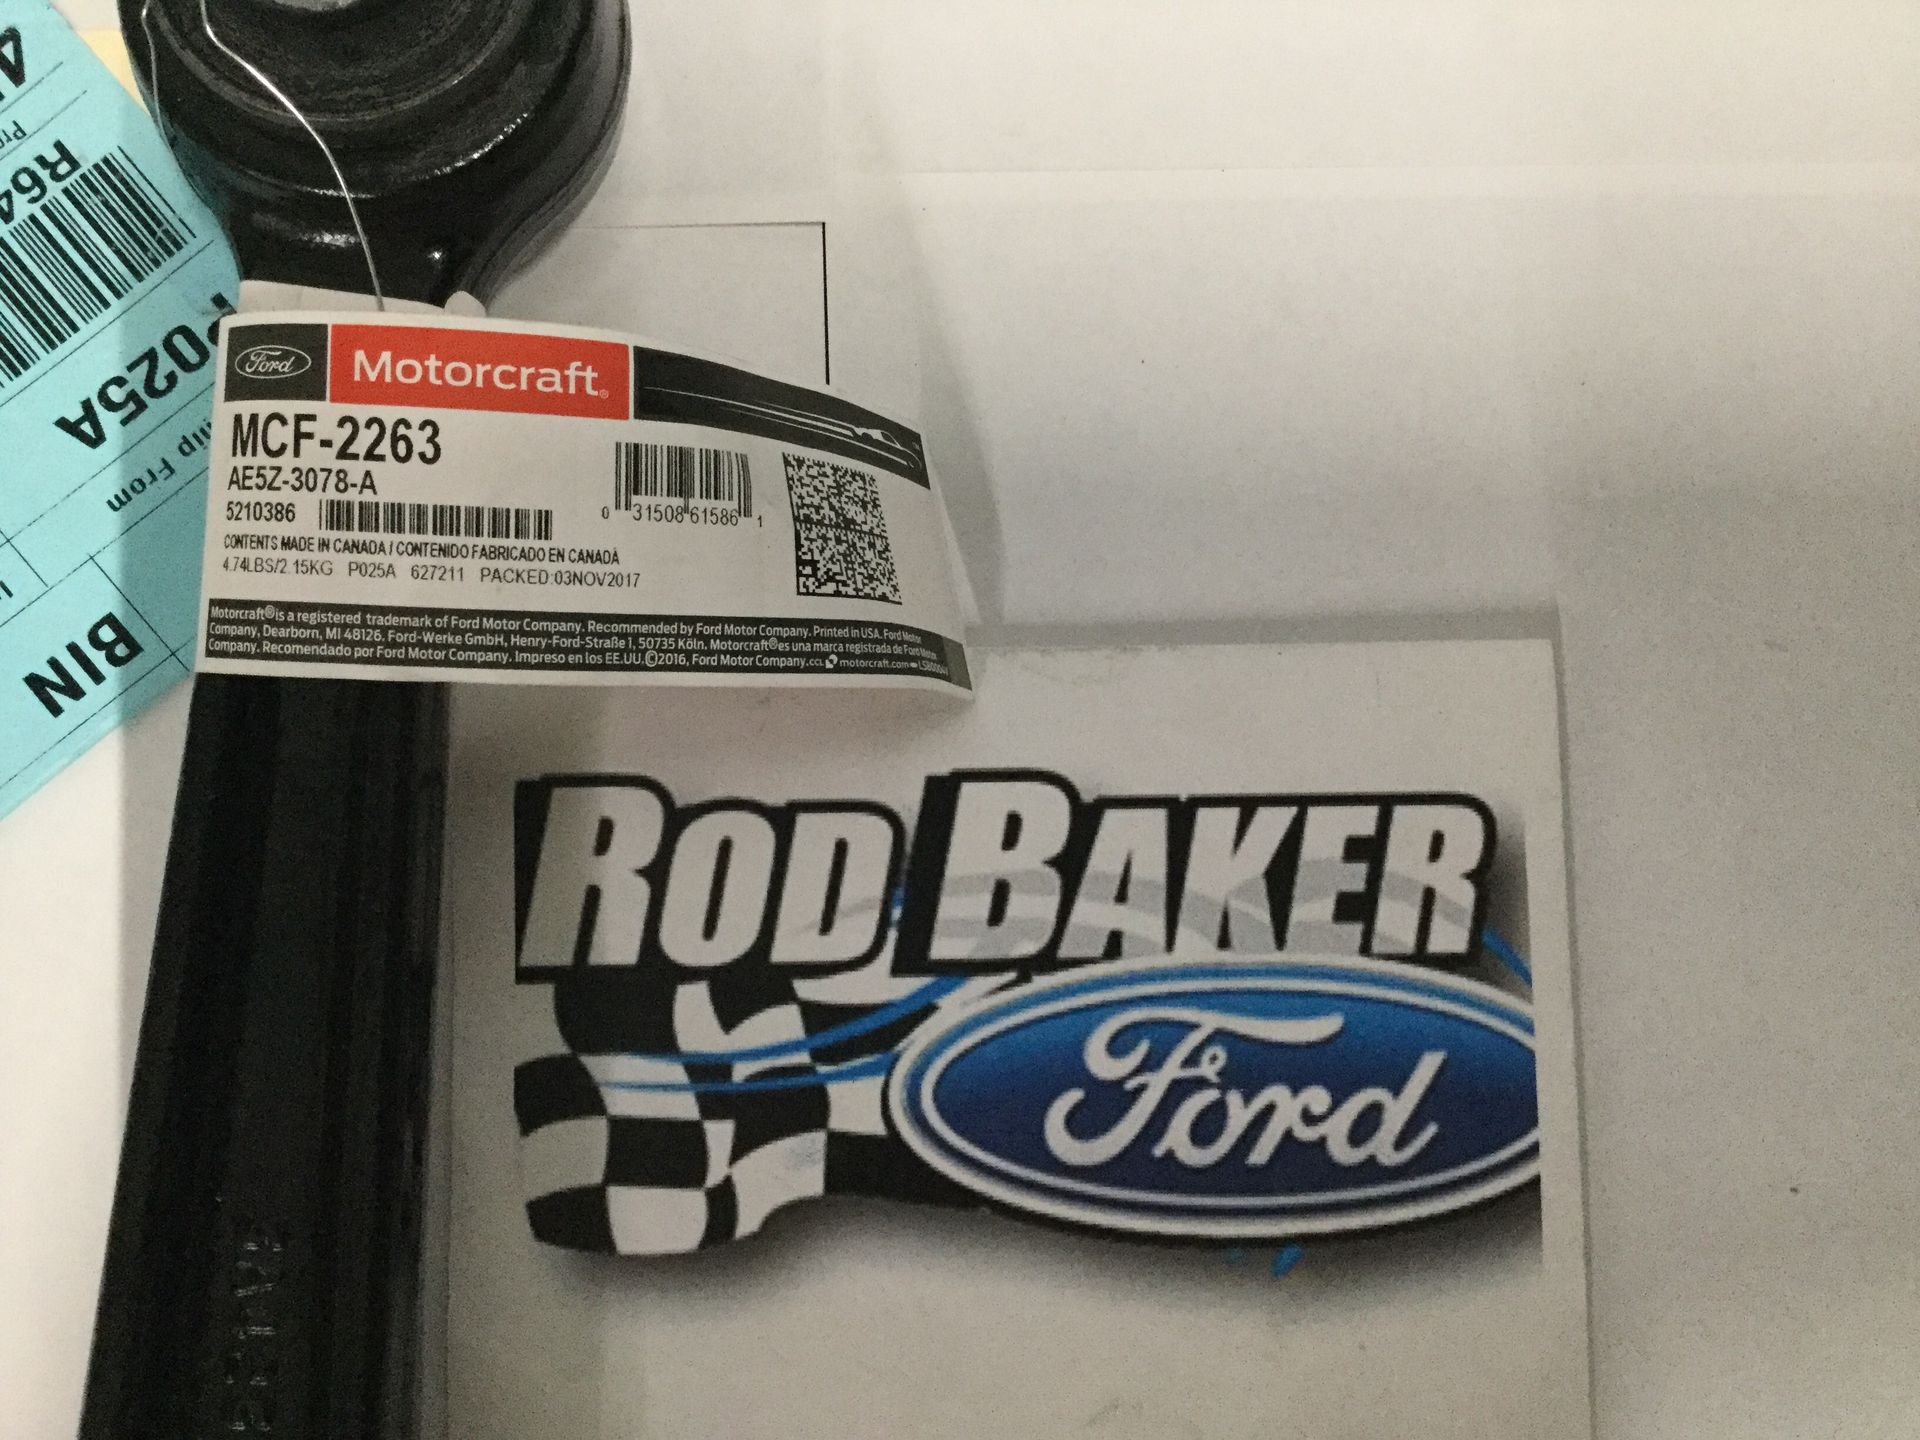 R64
P025A
Ship From
BIN
Ford
Motorcraft®
MCF-2263
AE5Z-3078-A
5210386
0 31508 61586 1
CONTENTS MADE IN CANADA / CONTENIDO FABRICADO EN CANADÁ
4.74LBS/2.15KG P025A 627211 PACKED:03NOV2017
Motorcraft® is a registered trademark of Ford Motor Company. Recommended by Ford Motor Company. Printed in USA. Ford Motor
Company, Dearborn, MI 48126. Ford-Werke GmbH, Henry-Ford-Straße 1, 50735 Köln. Motorcraft® es una marca registrada de Ford Motor
Company. Recomendado por Ford Motor Company. Impreso en los EE.UU. ©2016, Ford Motor Company. CCL motorcraft.com
ROD BAKER
Ford